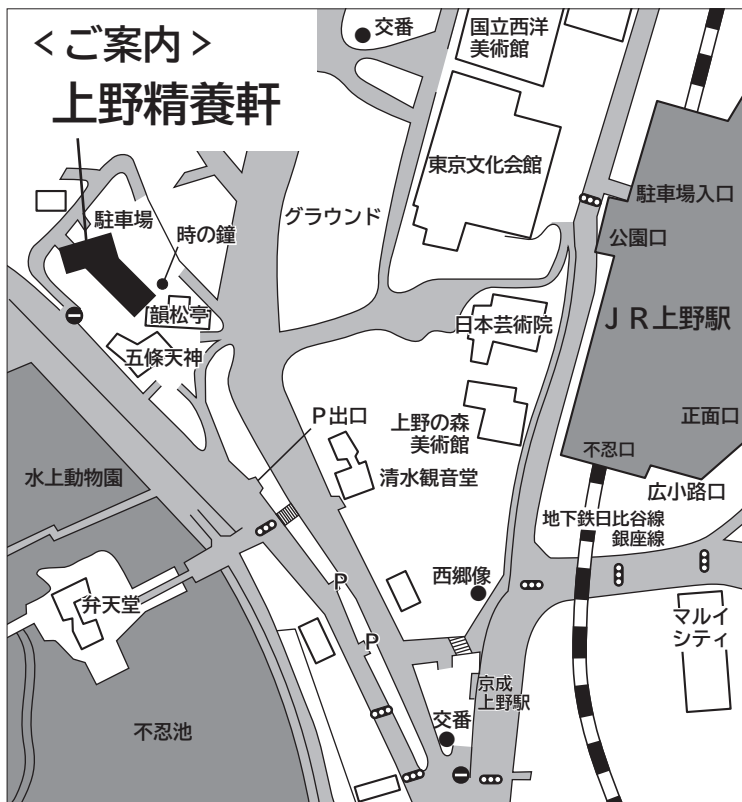 ＜ご案内＞
上野精養軒
交番
国立西洋
美術館
東京文化会館
駐車場入口
駐車場
時の鐘
グラウンド
公園口
韻松亭
日本芸術院
ＪＲ上野駅
五條天神
P出口
上野の森
美術館
正面口
不忍口
水上動物園
清水観音堂
広小路口
地下鉄日比谷線
銀座線
P
西郷像
弁天堂
マルイ
シティ
P
京成
上野駅
交番
不忍池